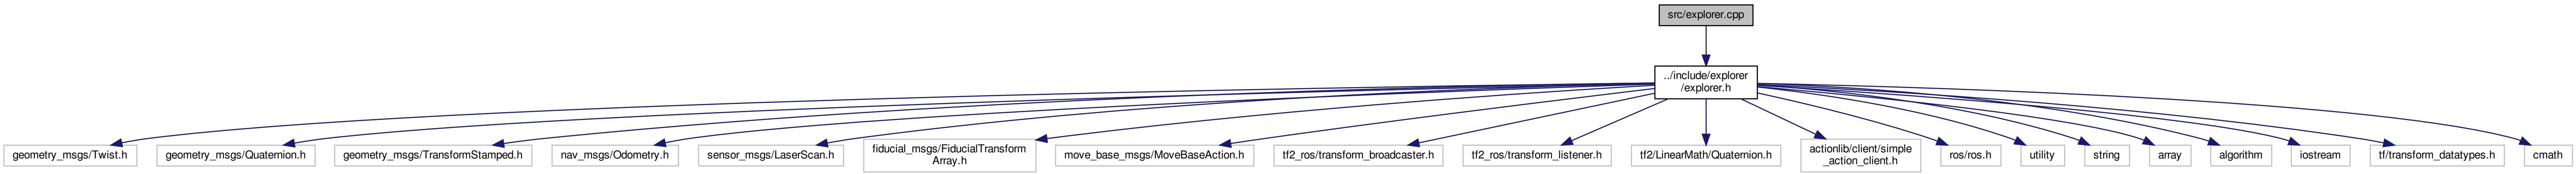 src/explorer.cpp
../include/explorer
/explorer.h
geometry_msgs/Twist.h
geometry_msgs/Quaternion.h
geometry_msgs/TransformStamped.h
nav_msgs/Odometry.h
sensor_msgs/LaserScan.h
fiducial_msgs/FiducialTransform
Array.h
move_base_msgs/MoveBaseAction.h
tf2_ros/transform_broadcaster.h
tf2_ros/transform_listener.h
tf2/LinearMath/Quaternion.h
actionlib/client/simple
_action_client.h
ros/ros.h
utility
string
array
algorithm
iostream
tf/transform_datatypes.h
cmath